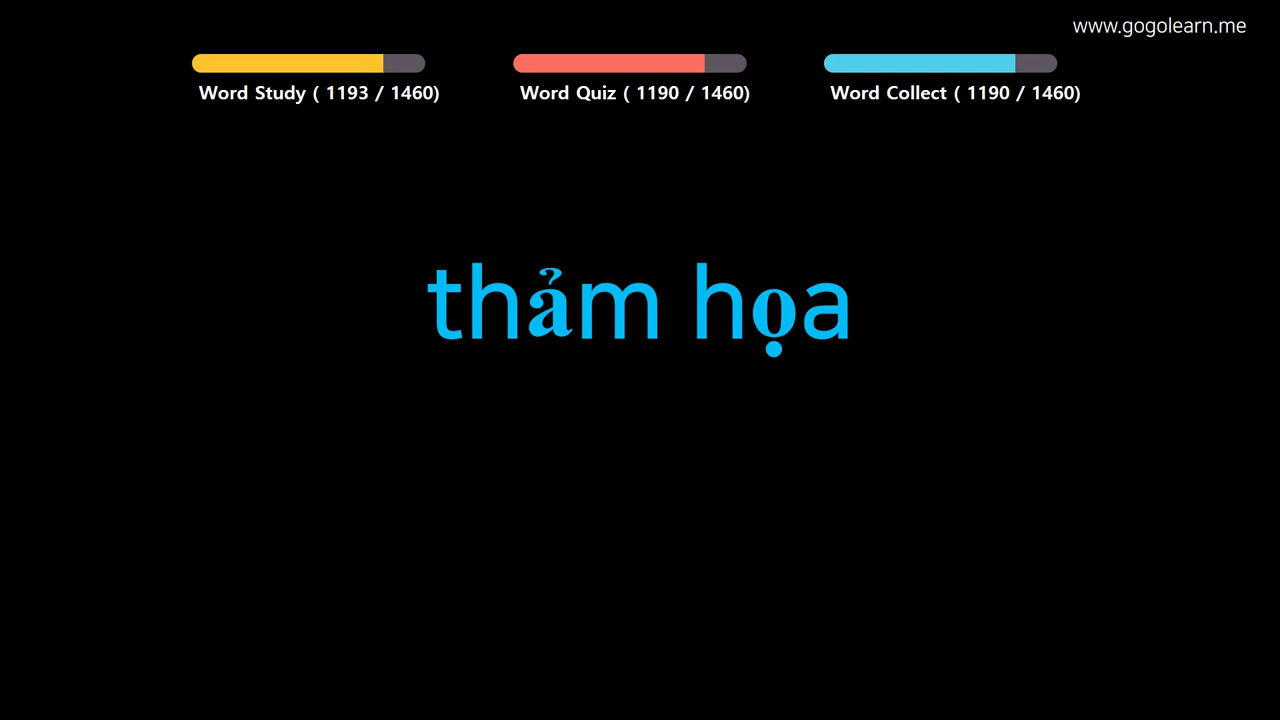 www.gogolearn.me
Word Study ( 1193 / 1460)
Word Quiz ( 1190 / 1460)
Word Collect ( 1190 / 1460)
thảm họa